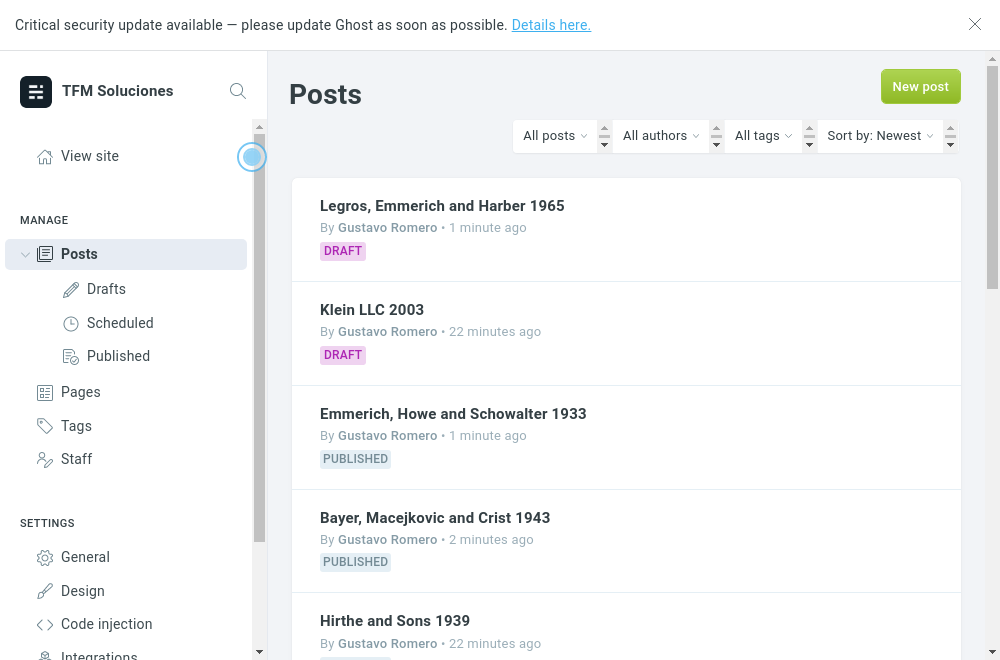 Critical security update available — please update Ghost as soon as possible. Details here.
TFM Soluciones
View site
MANAGE
Posts
Drafts
Scheduled
Published
Pages
Tags
Staff
SETTINGS
General
Design
Code injection
Integrations
Posts
New post
All posts
All authors
All tags
Sort by: Newest
Legros, Emmerich and Harber 1965
By Gustavo Romero • 1 minute ago
DRAFT
Klein LLC 2003
By Gustavo Romero • 22 minutes ago
DRAFT
Emmerich, Howe and Schowalter 1933
By Gustavo Romero • 1 minute ago
PUBLISHED
Bayer, Macejkovic and Crist 1943
By Gustavo Romero • 2 minutes ago
PUBLISHED
Hirthe and Sons 1939
By Gustavo Romero • 22 minutes ago